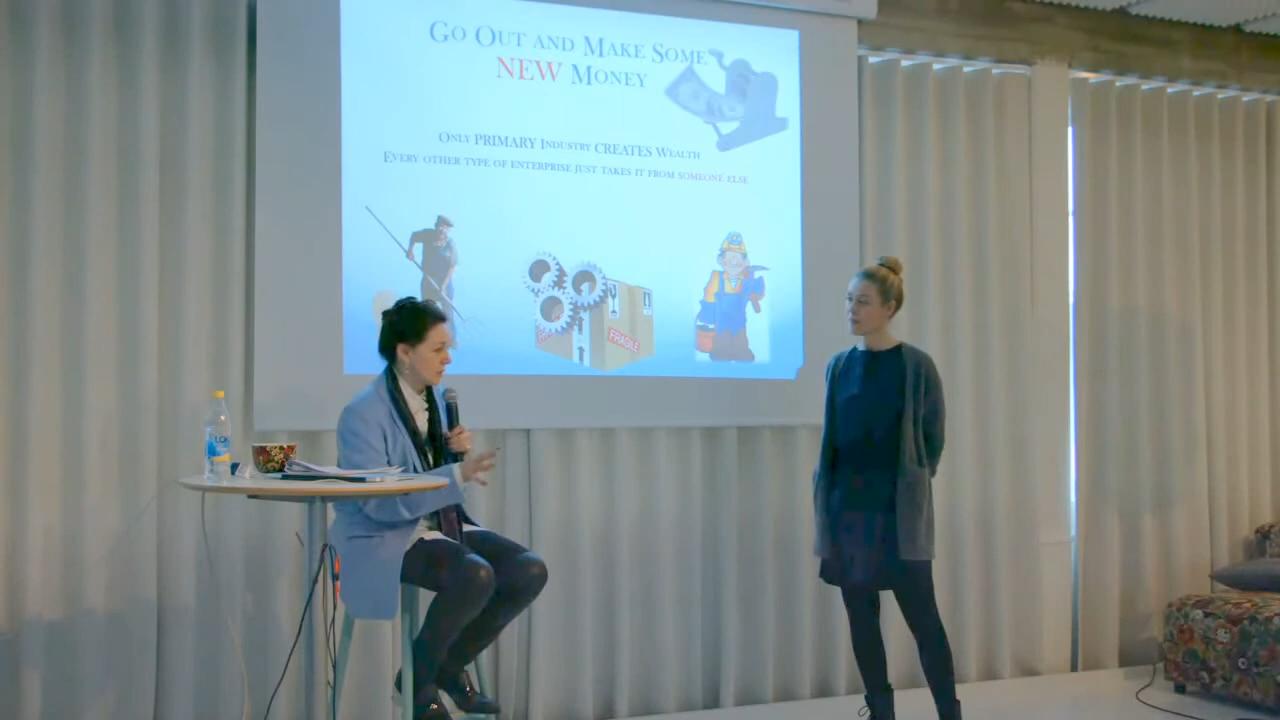 Go Out and Make Some
NEW Money
Only PRIMARY Industry CREATES Wealth
Every other type of enterprise just takes it from someone else
FRAGILE